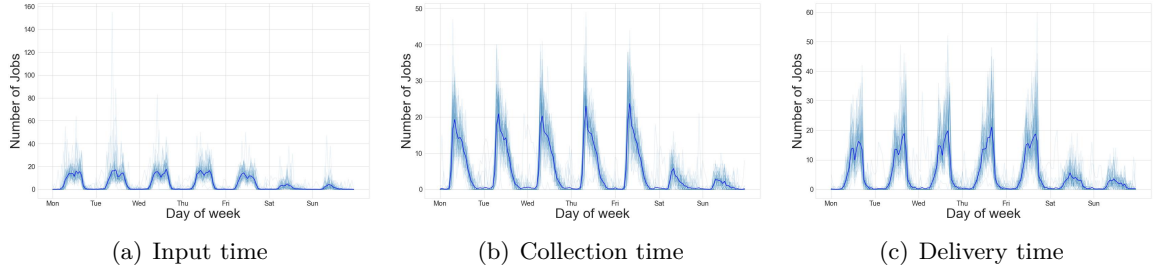 160
140
120
100
80
60
40
20
0
Number of Jobs
Mon Tue Wed Thu Fri Sat Sun
Day of week
(a) Input time
50
40
30
20
10
0
Number of Jobs
Mon Tue Wed Thu Fri Sat Sun
Day of week
(b) Collection time
60
50
40
30
20
10
0
Number of Jobs
Mon Tue Wed Thu Fri Sat Sun
Day of week
(c) Delivery time